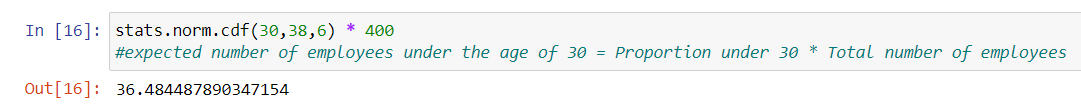 In [16]: stats.norm.cdf(30,38,6) * 400
#expected number of employees under the age of 30 = Proportion under 30 * Total number of employees
Out[16]: 36.484487890347154